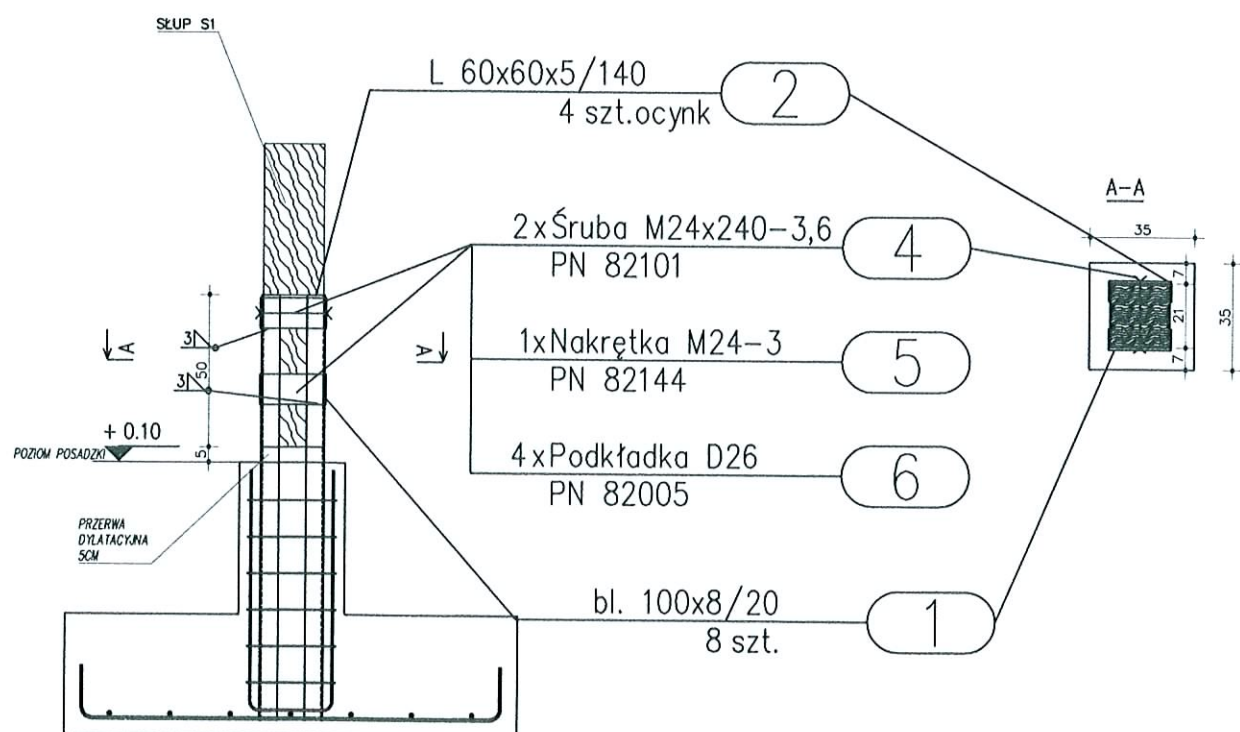 SŁUP S1
L 60x60x5/140
4 szt.ocynk
2
A-A
35
2xŚruba M24x240-3,6
PN 82101
4
7
21
7
35
3
A
A
50
3
1xNakrętka M24-3
PN 82144
5
+ 0.10
POZIOM POSADZKI
5
4xPodkładka D26
PN 82005
6
PRZERWA
DYLATACYJNA
5CM
bl. 100x8/20
8 szt.
1